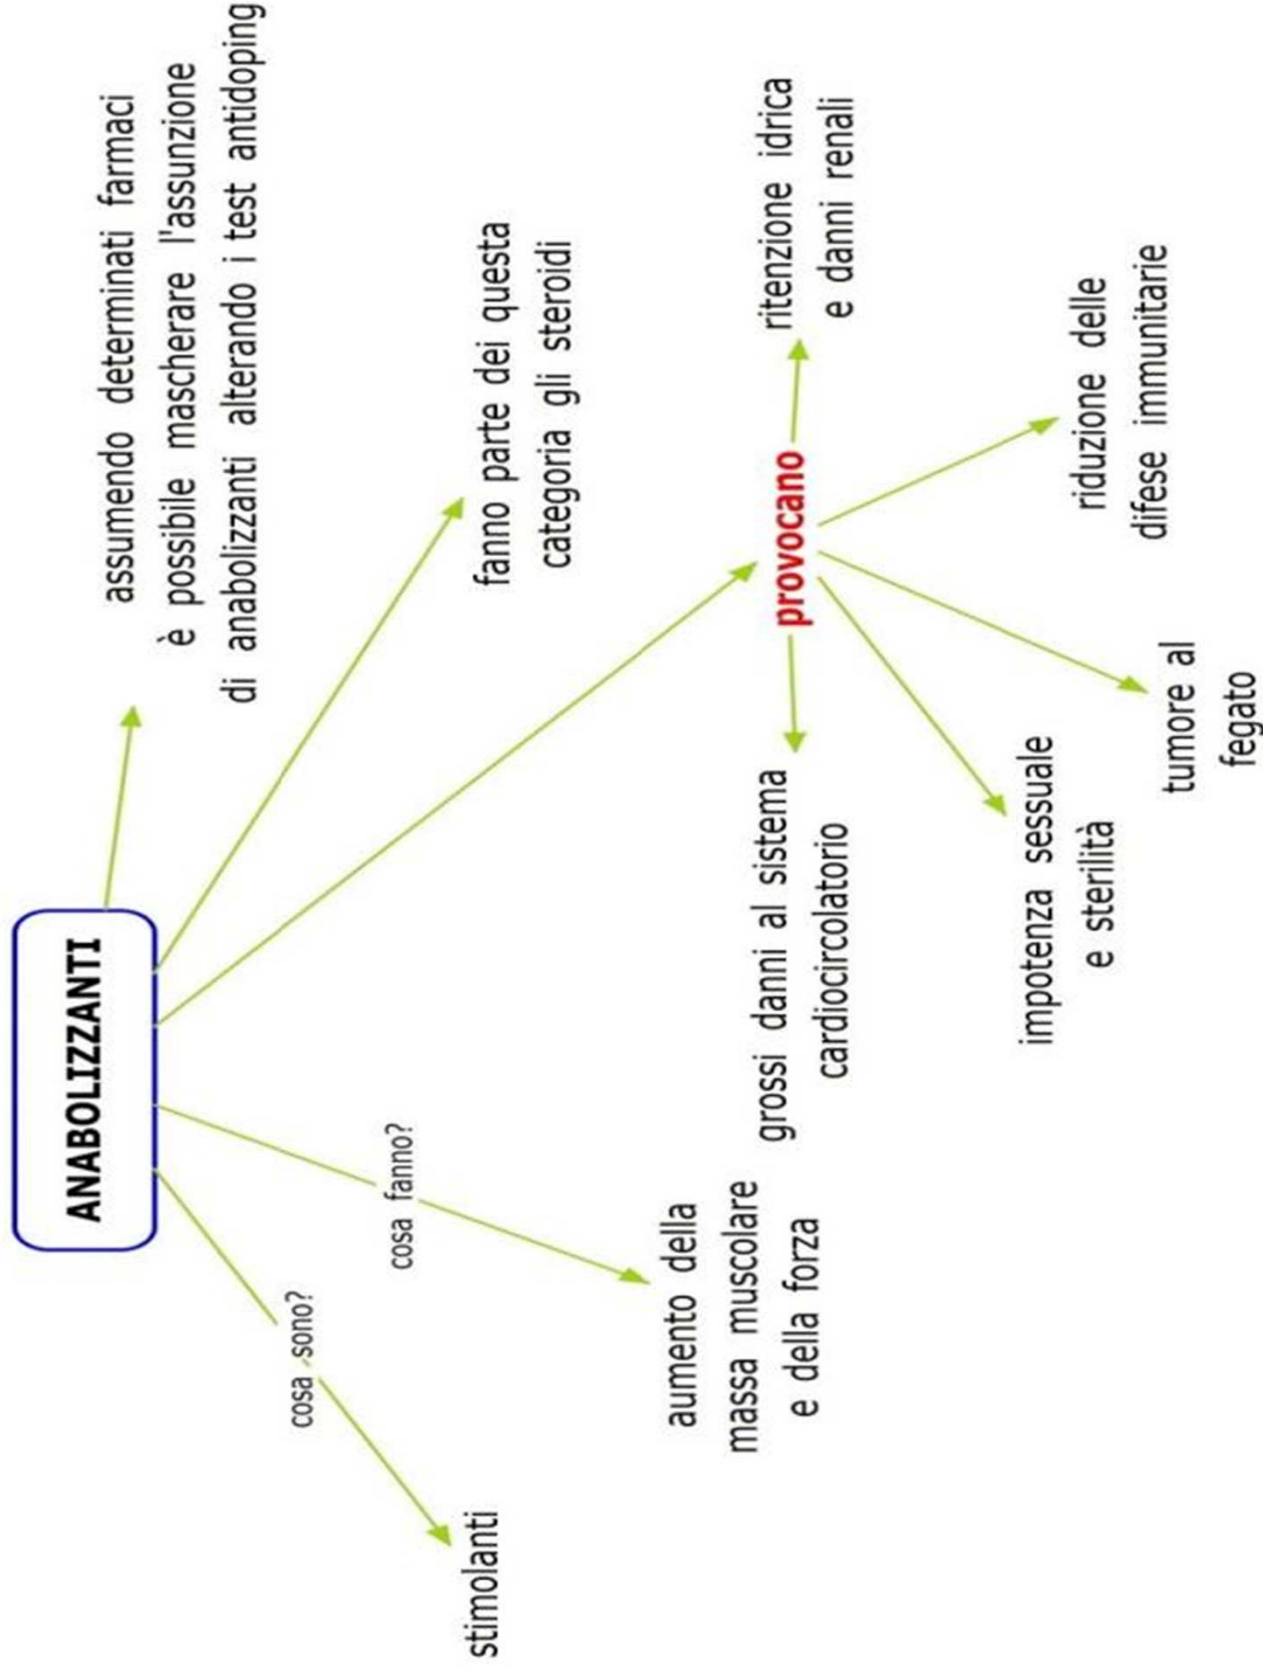 ANABOLIZZANTI
cosa sono?
stimolanti
cosa fanno?
aumento della
massa muscolare
e della forza
provocano
grossi danni al sistema
cardiocircolatorio
impotenza sessuale
e sterilità
tumore al
fegato
riduzione delle
difese immunitarie
ritenzione idrica
e danni renali
fanno parte dei questa
categoria gli steroidi
assumendo determinati farmaci
è possibile mascherare l'assunzione
di anabolizzanti alterando i test antidoping